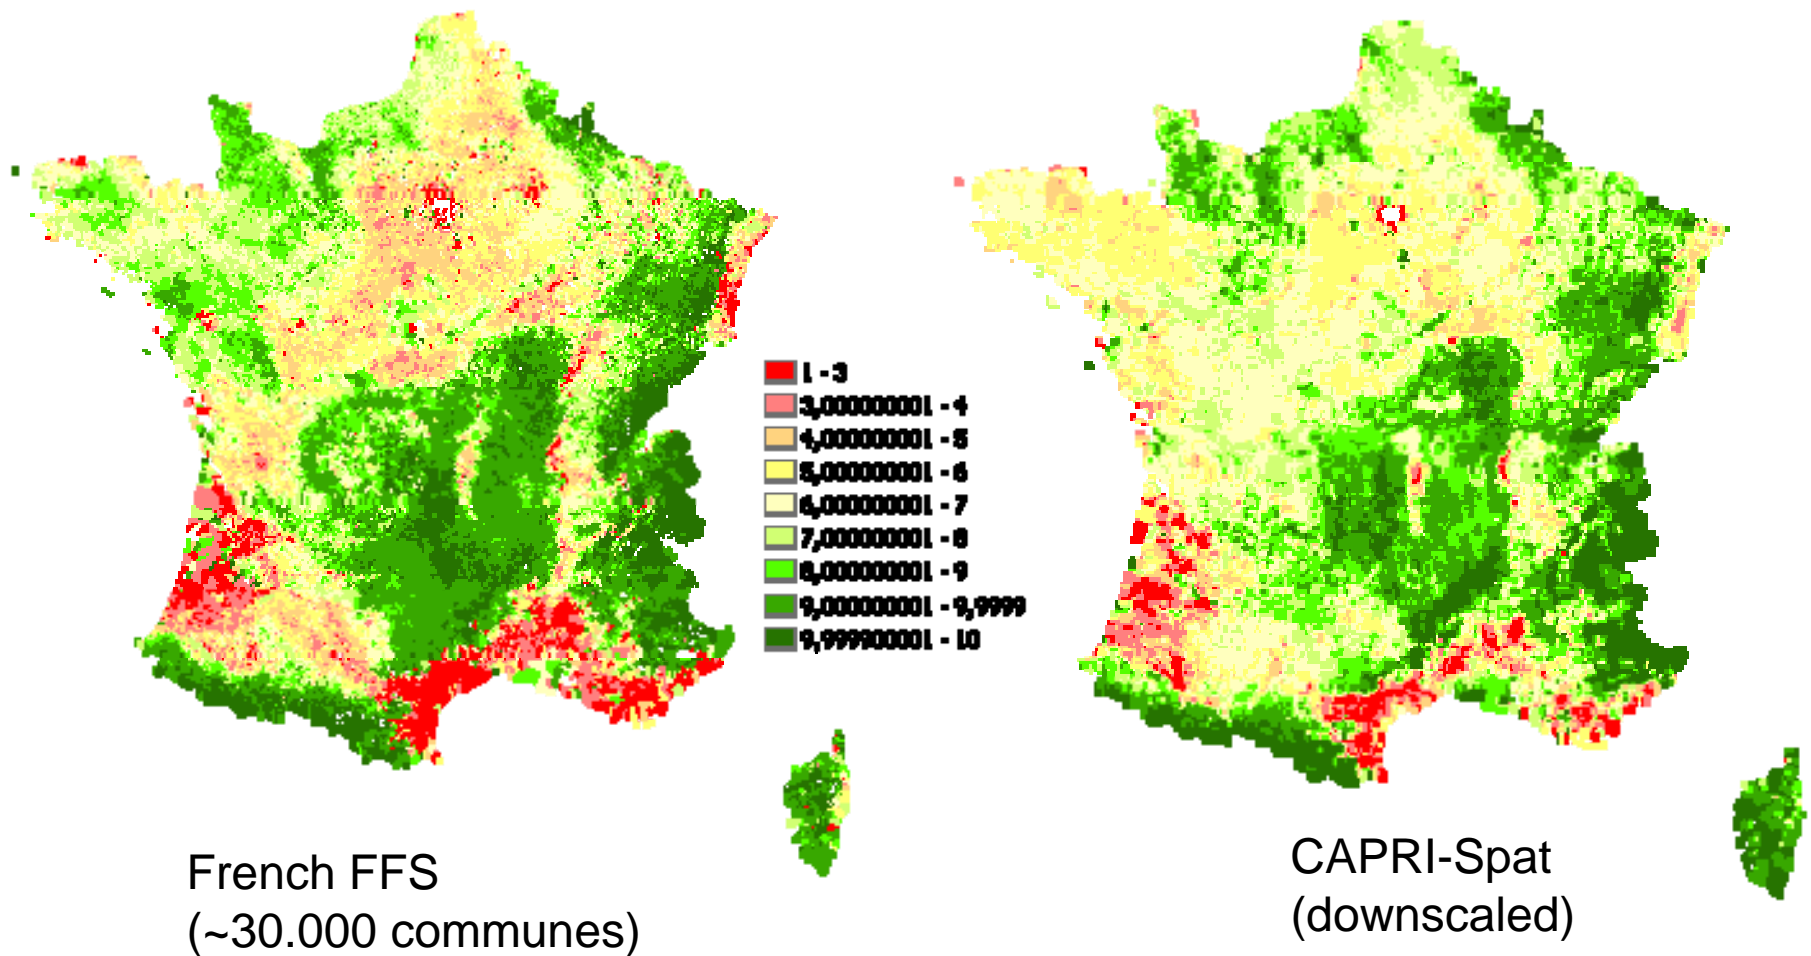 1 - 3
3,000000001 - 4
4,000000001 - 5
5,000000001 - 6
6,000000001 - 7
7,000000001 - 8
8,000000001 - 9
9,000000001 - 9,9999
9,999900001 - 10
French FFS
(~30.000 communes)
CAPRI-Spat
(downscaled)